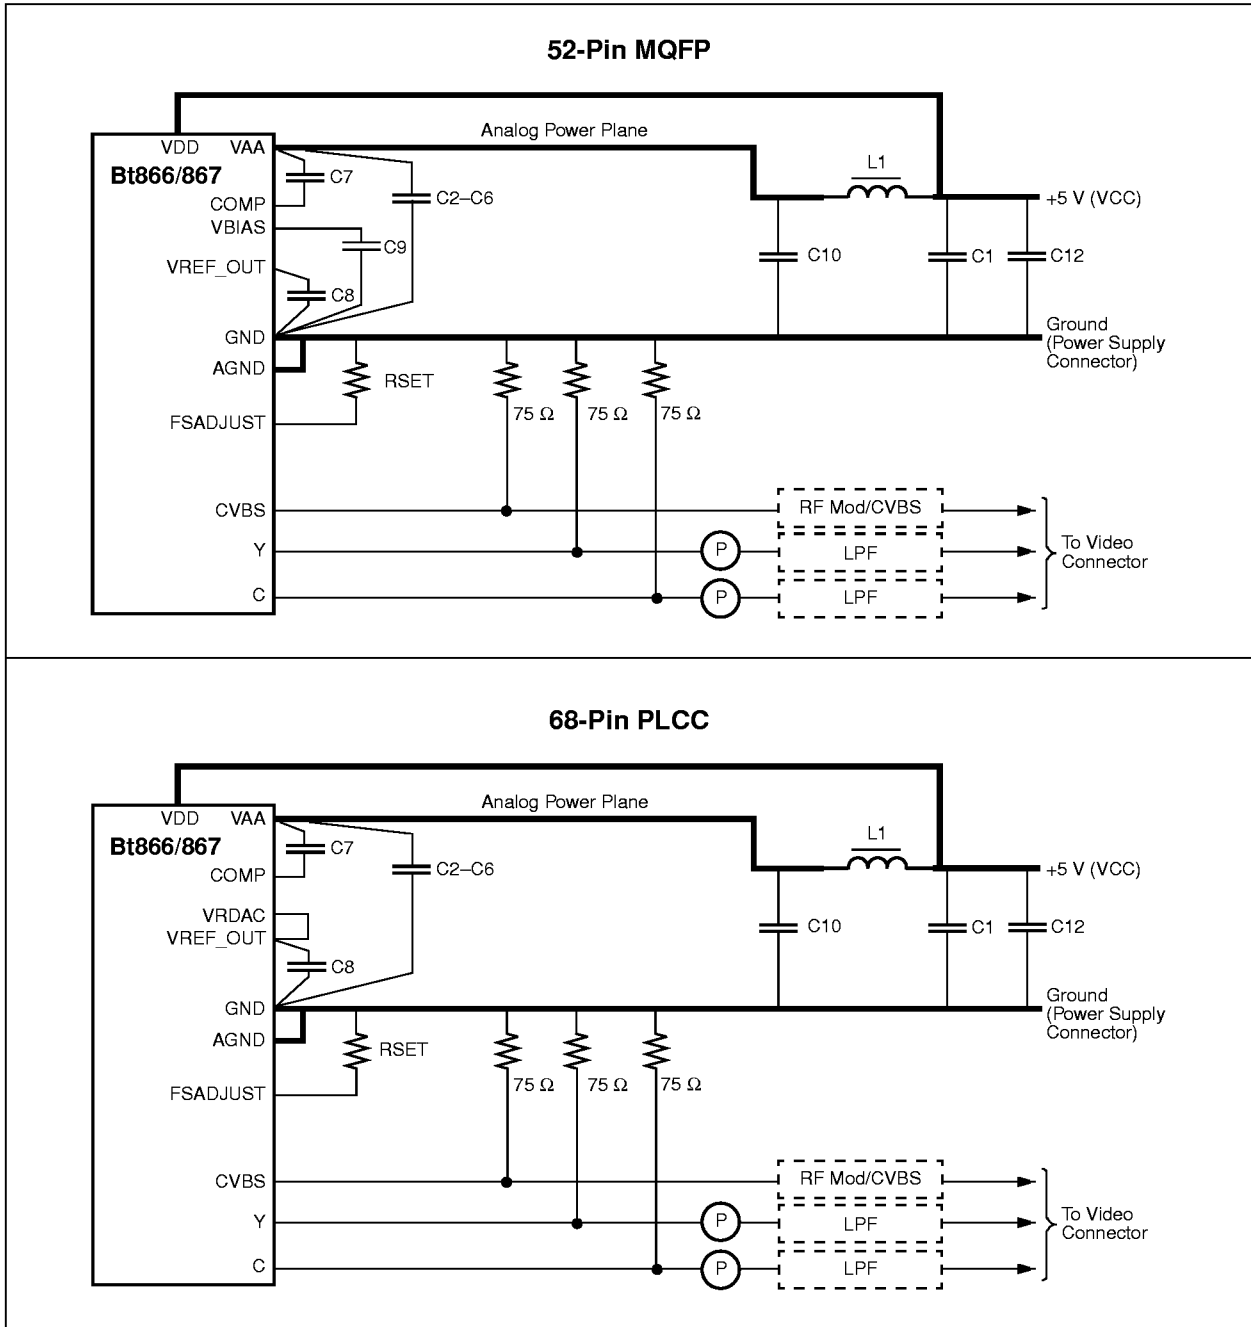 52-Pin MQFP
Analog Power Plane
VDD VAA
L1
Bt866/867
C7
C2–C6
+5 V (VCC)
COMP
VBIAS
C9
C10
C1
C12
VREF_OUT
C8
GND
Ground
(Power Supply
Connector)
AGND
RSET
75 Ω
75 Ω
75 Ω
FSADJUST
CVBS
RF Mod/CVBS
Y
P
LPF
To Video
Connector
C
P
LPF
68-Pin PLCC
Analog Power Plane
VDD VAA
L1
Bt866/867
C7
C2–C6
+5 V (VCC)
COMP
VRDAC
C10
C1
C12
VREF_OUT
C8
GND
Ground
(Power Supply
Connector)
AGND
RSET
75 Ω
75 Ω
75 Ω
FSADJUST
CVBS
RF Mod/CVBS
Y
P
LPF
To Video
Connector
C
P
LPF